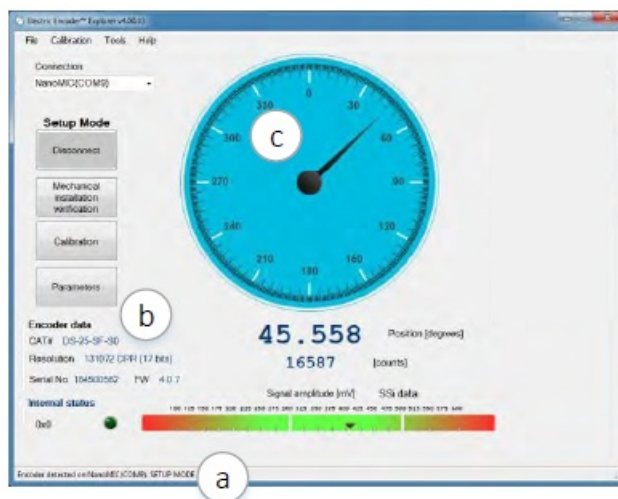 Electric Encoder™ Explorer v4.00.03
File Calibration Tools Help
Connection
NanoMIC(COM9)
Setup Mode
Disconnect
Mechanical
installation
verification
Calibration
Parameters
0
30
60
90
120
150
180
210
240
270
300
330
c
b
Encoder data
CAT# DS-25-SF-S0
Resolution 131072 CPR (17 bits)
Serial No. 164500562 FW 4.0.7
45.558 Position [degrees]
16587 [counts]
Signal amplitude [mV] SSi data
Internal status
0x0
Encoder detected on NanoMIC(COM9). SETUP MODE
a